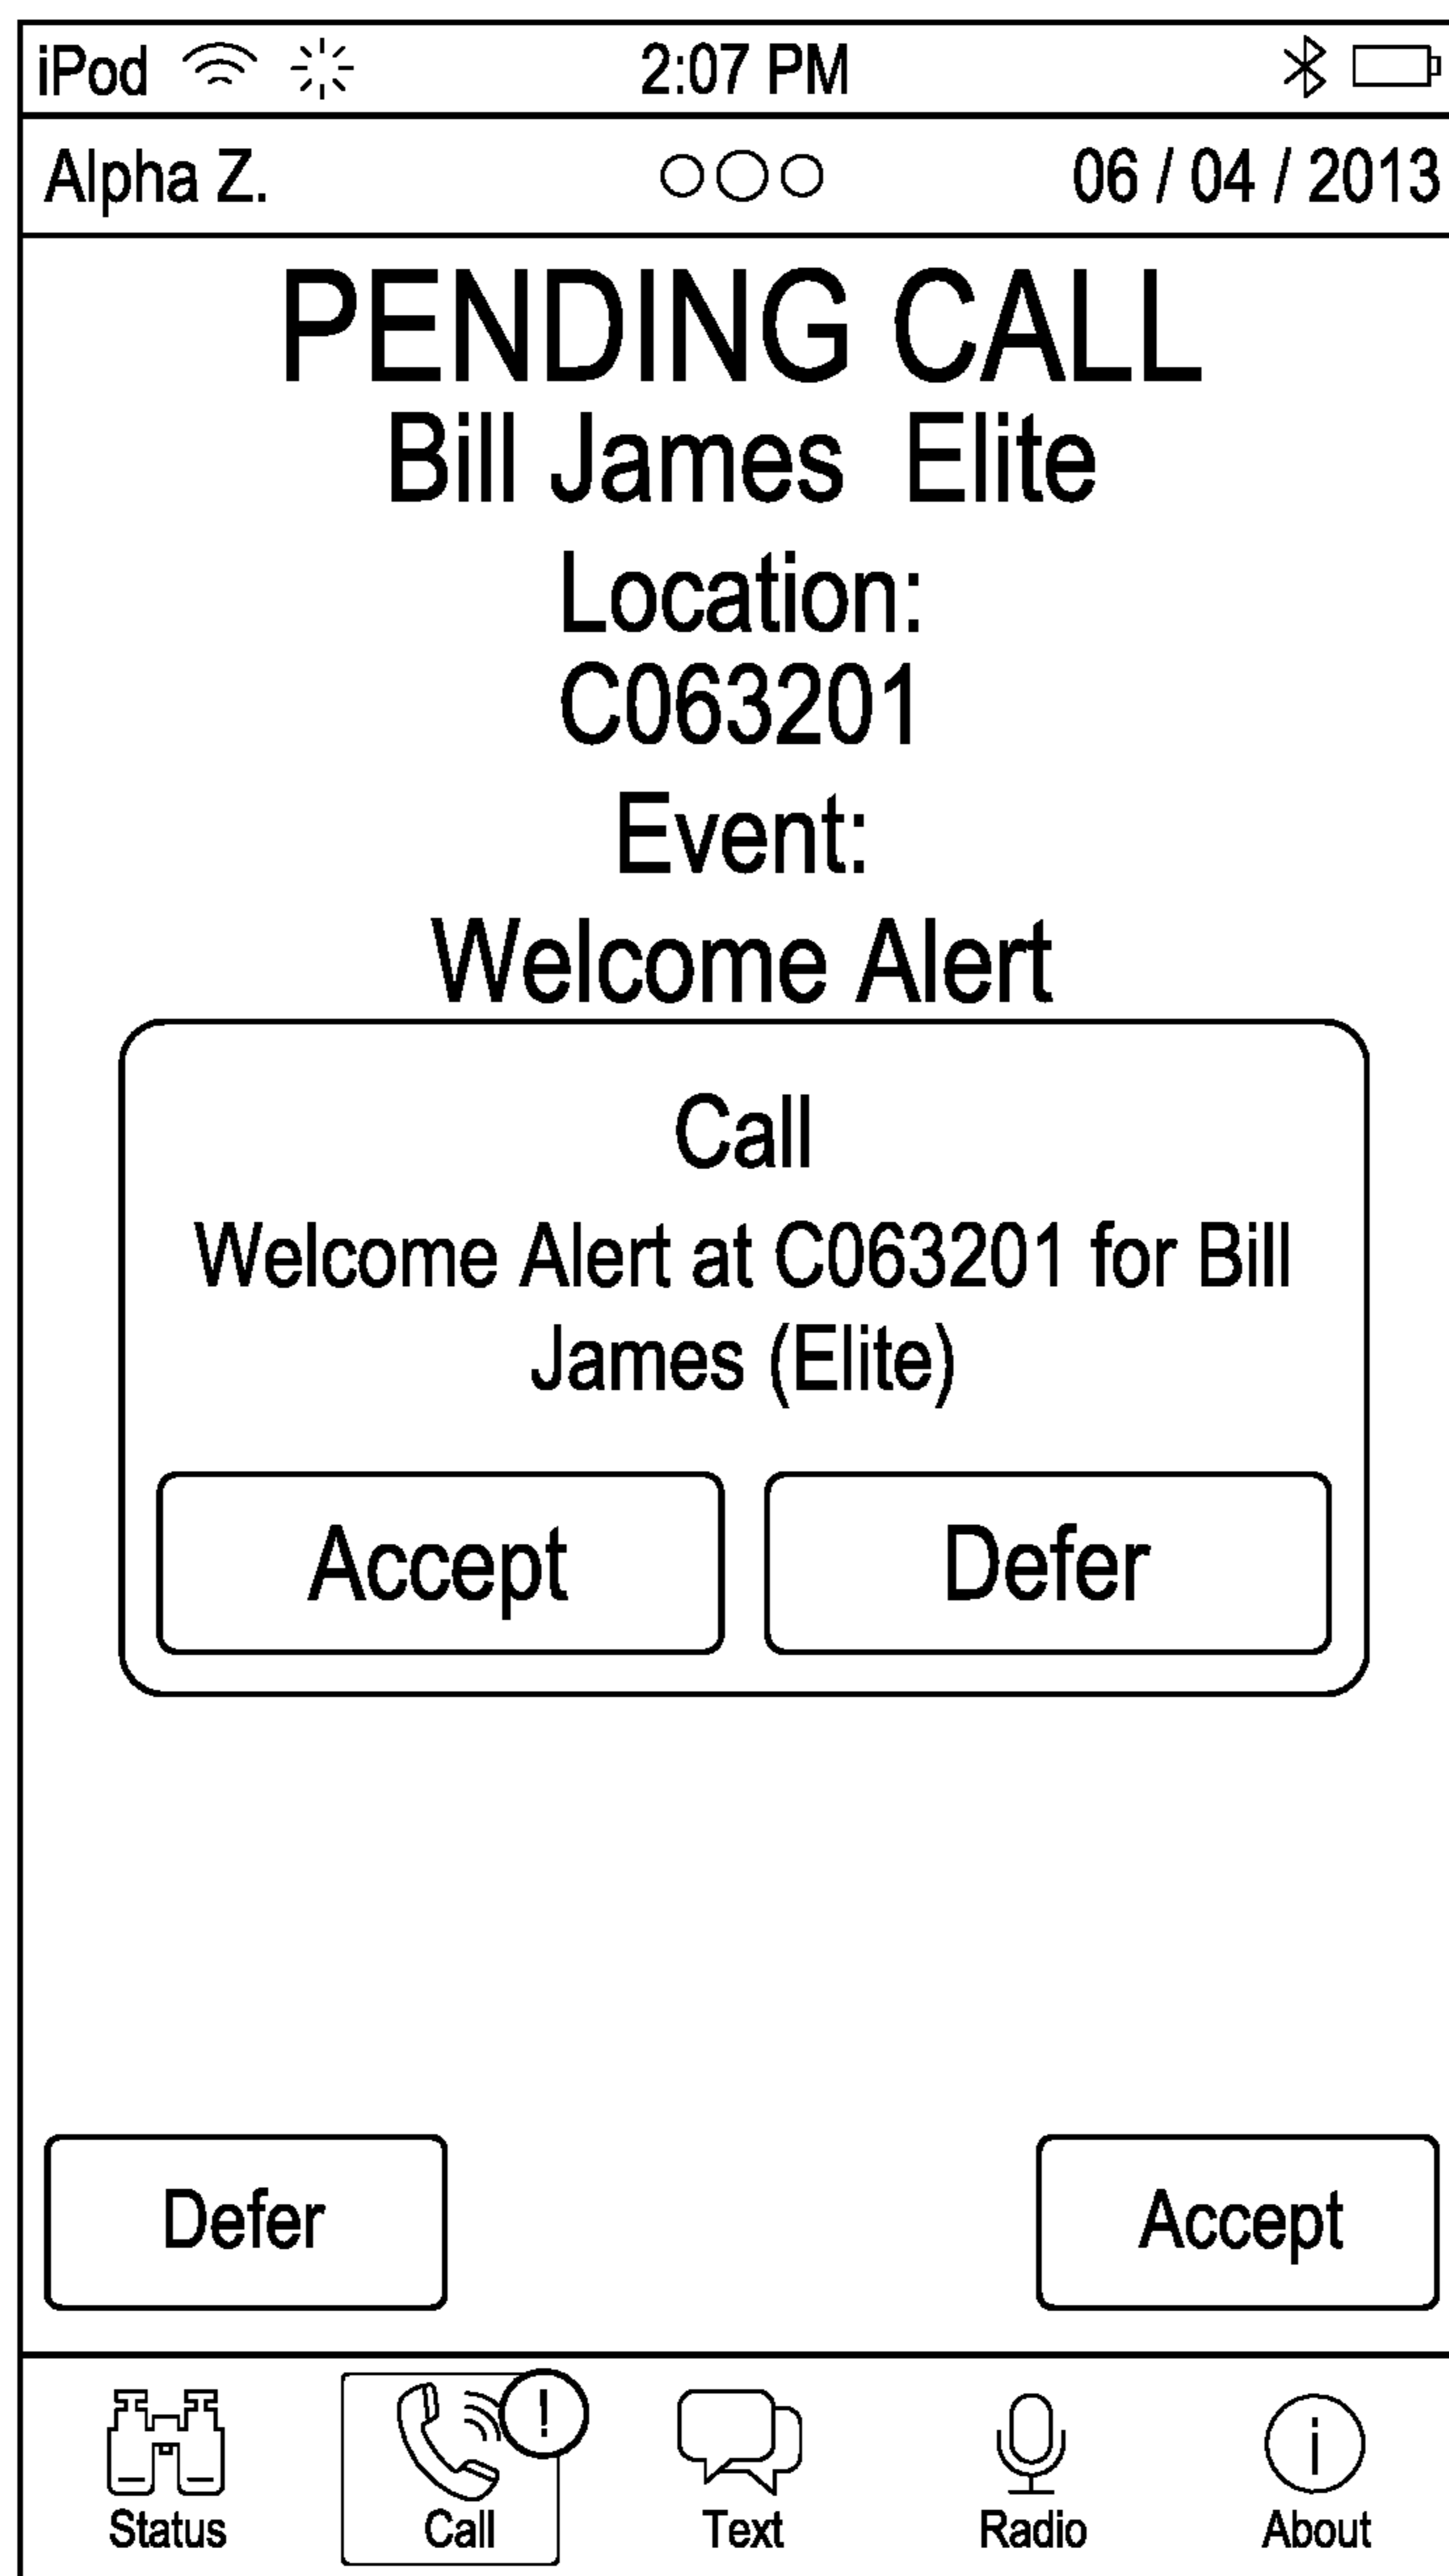 iPod 2:07 PM
Alpha Z. 06 / 04 / 2013
PENDING CALL
Bill James Elite
Location:
C063201
Event:
Welcome Alert
Call
Welcome Alert at C063201 for Bill
James (Elite)
Accept Defer
Defer Accept
!
i
Status Call Text Radio About